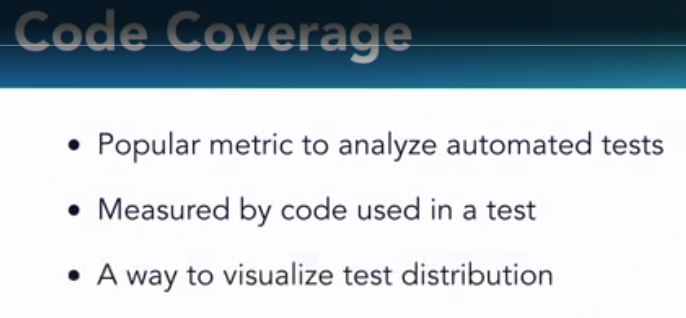 Code Coverage
• Popular metric to analyze automated tests
• Measured by code used in a test
• A way to visualize test distribution